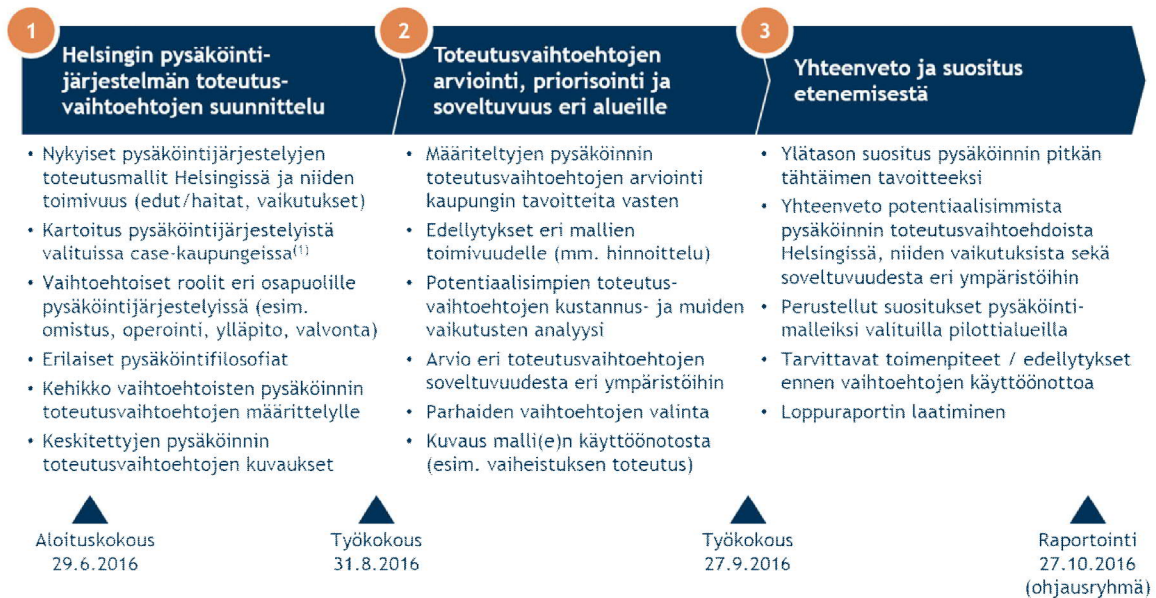 1
Helsingin pysäköinti-
järjestelmän toteutus-
vaihtoehtojen suunnittelu
• Nykyiset pysäköintijärjestelyjen
toteutusmallit Helsingissä ja niiden
toimivuus (edut/haitat, vaikutukset)
• Kartoitus pysäköintijärjestelyistä
valituissa case-kaupungeissa(1)
• Vaihtoehtoiset roolit eri osapuolille
pysäköintijärjestelyissä (esim.
omistus, operointi, ylläpito, valvonta)
• Erilaiset pysäköintifilosofiat
• Kehikko vaihtoehtoisten pysäköinnin
toteutusvaihtoehtojen määrittelylle
• Keskitettyjen pysäköinnin
toteutusvaihtoehtojen kuvaukset
2
Toteutusvaihtoehtojen
arviointi, priorisointi ja
soveltuvuus eri alueille
• Määriteltyjen pysäköinnin
toteutusvaihtoehtojen arviointi
kaupungin tavoitteita vasten
• Edellytykset eri mallien
toimivuudelle (mm. hinnoittelu)
• Potentiaalisimpien toteutus-
vaihtoehtojen kustannus- ja muiden
vaikutusten analyysi
• Arvio eri toteutusvaihtoehtojen
soveltuvuudesta eri ympäristöihin
• Parhaiden vaihtoehtojen valinta
• Kuvaus malli(e)n käyttöönotosta
(esim. vaiheistuksen toteutus)
3
Yhteenveto ja suositus
etenemisestä
• Ylätason suositus pysäköinnin pitkän
tähtäimen tavoitteeksi
• Yhteenveto potentiaalisimmista
pysäköinnin toteutusvaihtoehdoista
Helsingissä, niiden vaikutuksista sekä
soveltuvuudesta eri ympäristöihin
• Perustellut suositukset pysäköinti-
malleiksi valituilla pilottialueilla
• Tarvittavat toimenpiteet / edellytykset
ennen vaihtoehtojen käyttöönottoa
• Loppuraportin laatiminen
Aloituskokous
29.6.2016
Työkokous
31.8.2016
Työkokous
27.9.2016
Raportointi
27.10.2016
(ohjausryhmä)